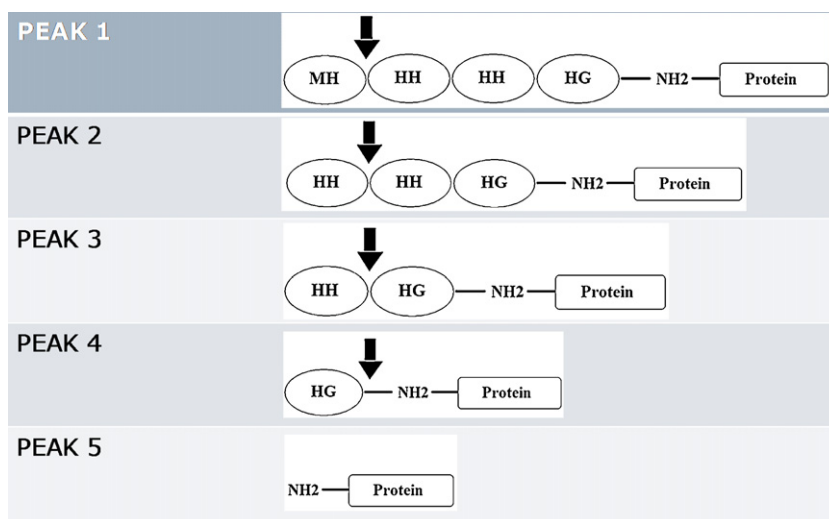 PEAK 1
MH HH HH HG NH2 Protein
PEAK 2
HH HH HG NH2 Protein
PEAK 3
HH HG NH2 Protein
PEAK 4
HG NH2 Protein
PEAK 5
NH2 Protein